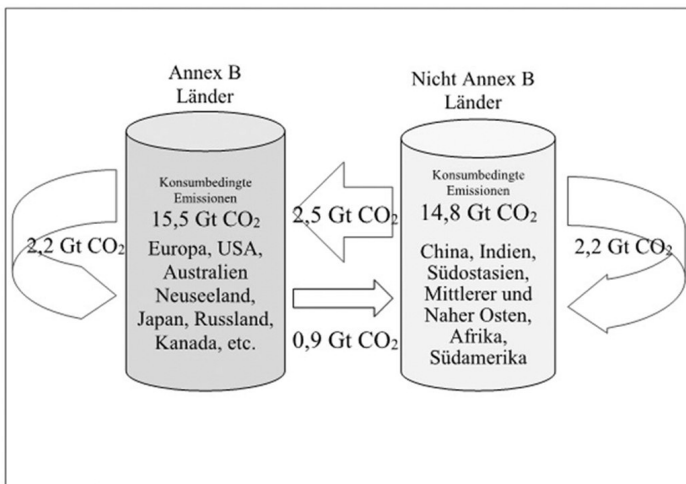 Annex B
Länder
Nicht Annex B
Länder
Konsumbedingte
Emissionen
15,5 Gt CO₂
Europa, USA,
Australien
Neuseeland,
Japan, Russland,
Kanada, etc.
Konsumbedingte
Emissionen
14,8 Gt CO₂
China, Indien,
Südostasien,
Mittlerer und
Naher Osten,
Afrika,
Südamerika
2,2 Gt CO₂
2,5 Gt CO₂
0,9 Gt CO₂
2,2 Gt CO₂